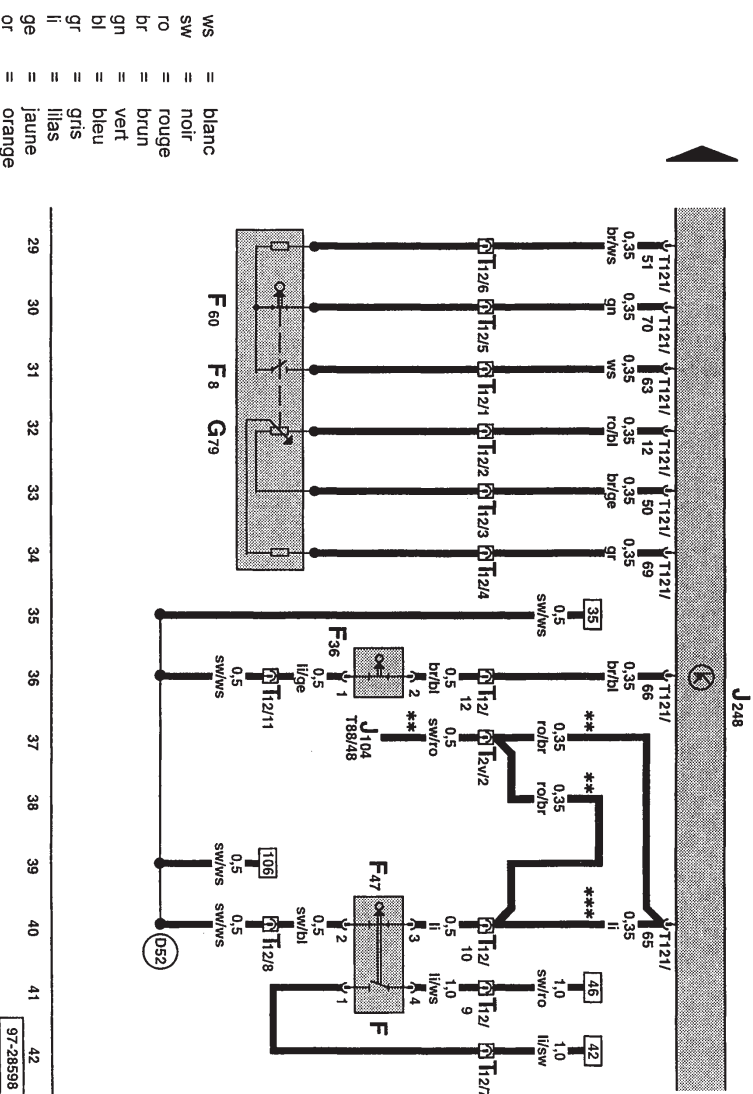 J248
K
T121/ T121/ T121/ T121/ T121/ T121/ T121/ T121/
51 70 63 12 50 69 66 65
0,35 0,35 0,35 0,35 0,35 0,35 0,35 0,35
br/ws gn ws ro/bl br/ge gr br/bl li
35 ** ** *** 46 42
0,5 0,35 0,35 1,0 1,0
sw/ws ro/br ro/br sw/ro li/sw
T12/6 T12/5 T12/1 T12/2 T12/3 T12/4 T12/ T2v/2 T12/ T12/ T12/7
12 10 9
0,5 0,5 0,5 1,0
br/bl sw/ro li li/ws
**
2 3 4
J104
T88/48
F36 F47 F
1 2 1
0,5 0,5
li/ge sw/bl
T12/11 106 T12/8
0,5 0,5 0,5
sw/ws sw/ws sw/ws
D52
F60 F8 G79
29 30 31 32 33 34 35 36 37 38 39 40 41 42
97-28598
ws = blanc
sw = noir
ro = rouge
br = brun
gn = vert
bl = bleu
gr = gris
li = lilas
ge = jaune
or = orange